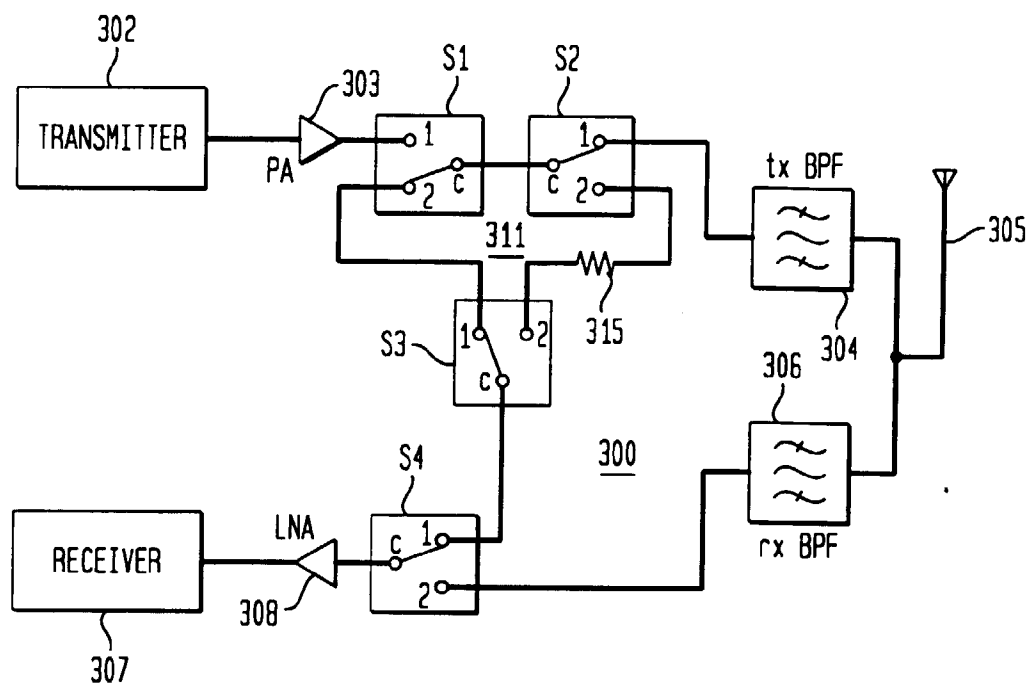 302
TRANSMITTER
303
PA
S1
1
2
C
S2
1
2
C
311
315
tx BPF
304
305
S3
1
2
C
306
rx BPF
300
S4
1
2
C
LNA
308
RECEIVER
307